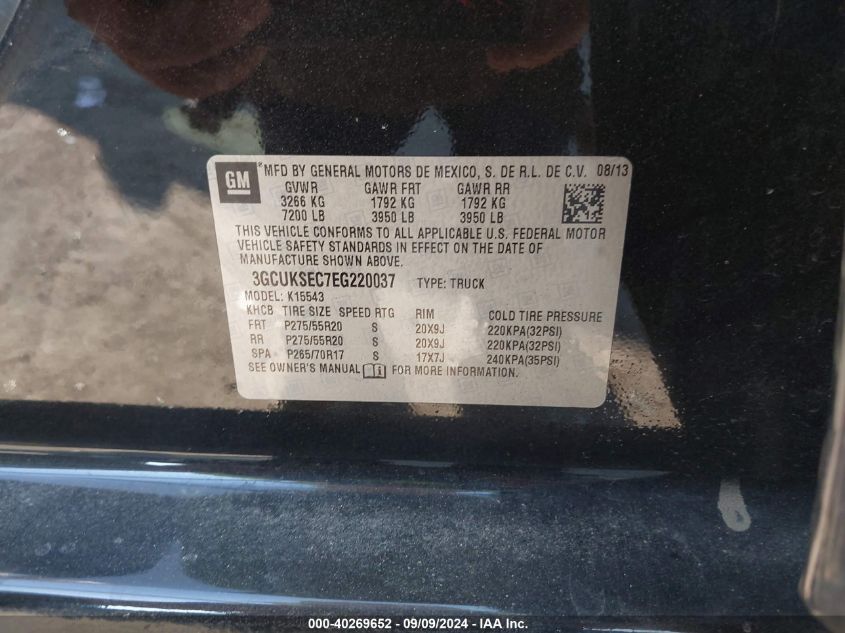 GM MFD BY GENERAL MOTORS DE MEXICO, S. DE R.L. DE C.V. 08/13
GVWR GAWR FRT GAWR RR
3266 KG 1792 KG 1792 KG
7200 LB 3950 LB 3950 LB
THIS VEHICLE CONFORMS TO ALL APPLICABLE U.S. FEDERAL MOTOR
VEHICLE SAFETY STANDARDS IN EFFECT ON THE DATE OF
MANUFACTURE SHOWN ABOVE.
3GCUKSEC7EG220037 TYPE: TRUCK
MODEL: K15543
KHCB TIRE SIZE SPEED RTG RIM COLD TIRE PRESSURE
FRT P275/55R20 S 20X9J 220KPA(32PSI)
RR P275/55R20 S 20X9J 220KPA(32PSI)
SPA P265/70R17 S 17X7J 240KPA(35PSI)
SEE OWNER'S MANUAL FOR MORE INFORMATION.
000-40269652 - 09/09/2024 - IAA Inc.